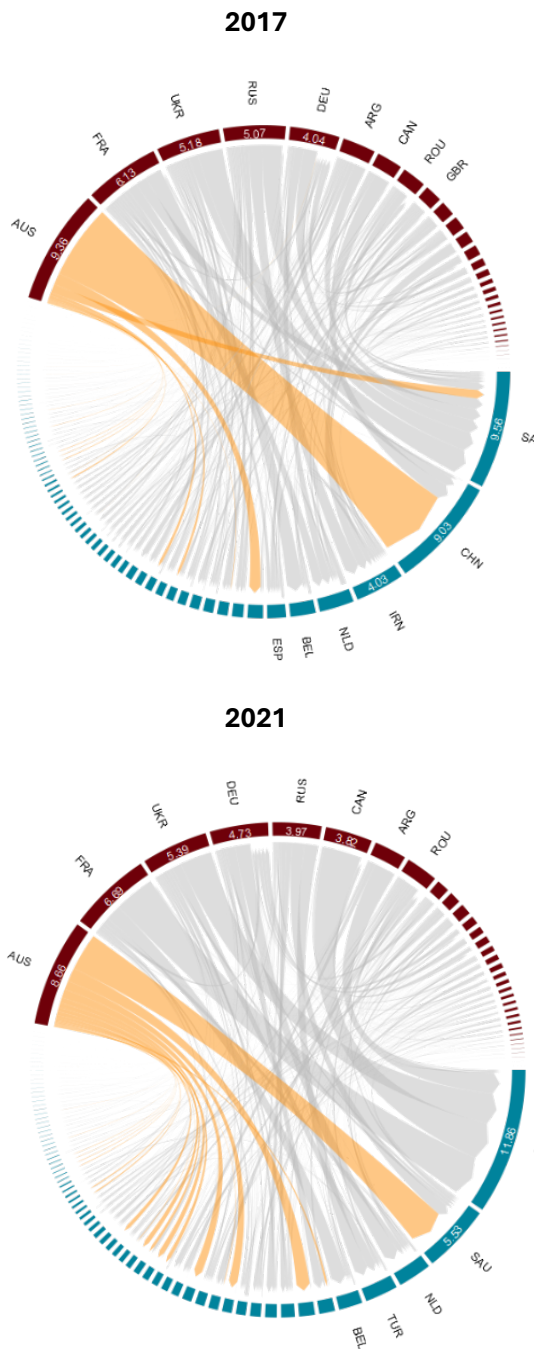 2017
AUS
FRA
UKR
RUS
DEU
ARG
CAN
ROU
GBR
9.36
6.13
5.18
5.07
4.04
9.56
9.03
4.03
SA
CHN
IRN
NLD
BEL
ESP
2021
AUS
FRA
UKR
DEU
RUS
CAN
ARG
ROU
8.66
6.69
5.39
4.73
3.97
3.82
11.86
5.53
SAU
NLD
TUR
BEL